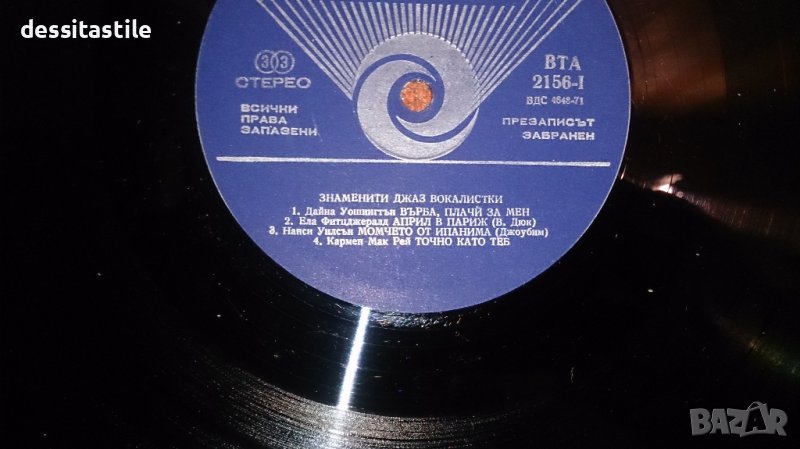 dessitastile
33
СТЕРЕО
ВСИЧКИ
ПРАВА
ЗАПАЗЕНИ
ВТА
2156-I
БДС 4648-71
ПРЕЗАПИСЪТ
ЗАБРАНЕН
ЗНАМЕНИТИ ДЖАЗ ВОКАЛИСТКИ
1. Дайна Уошингтън ВЪРБА, ПЛАЧИ ЗА МЕН
2. Ела Фитцджералд АПРИЛ В ПАРИЖ (В. Дюк)
3. Нанси Уилсън МОМЧЕТО ОТ ИПАНИМА (Джоубим)
4. Кармен Мак Рей ТОЧНО КАТО ТЕБ
BAZAR